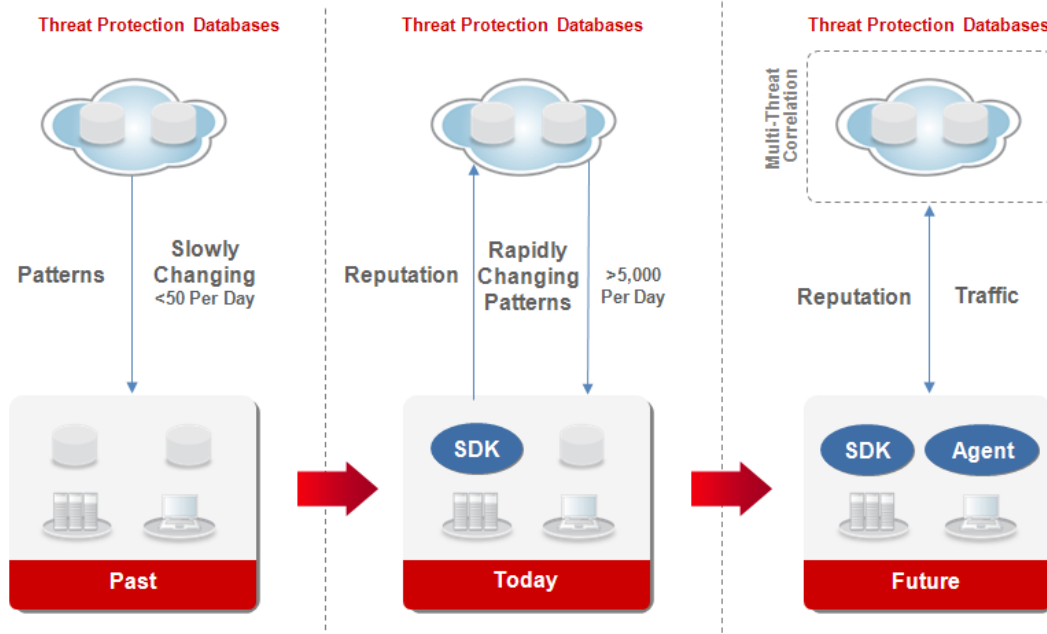 Threat Protection Databases
Patterns
Slowly
Changing
<50 Per Day
Past
Threat Protection Databases
Reputation
Rapidly
Changing
Patterns
>5,000
Per Day
SDK
Today
Threat Protection Databases
Multi-Threat
Correlation
Reputation
Traffic
SDK
Agent
Future